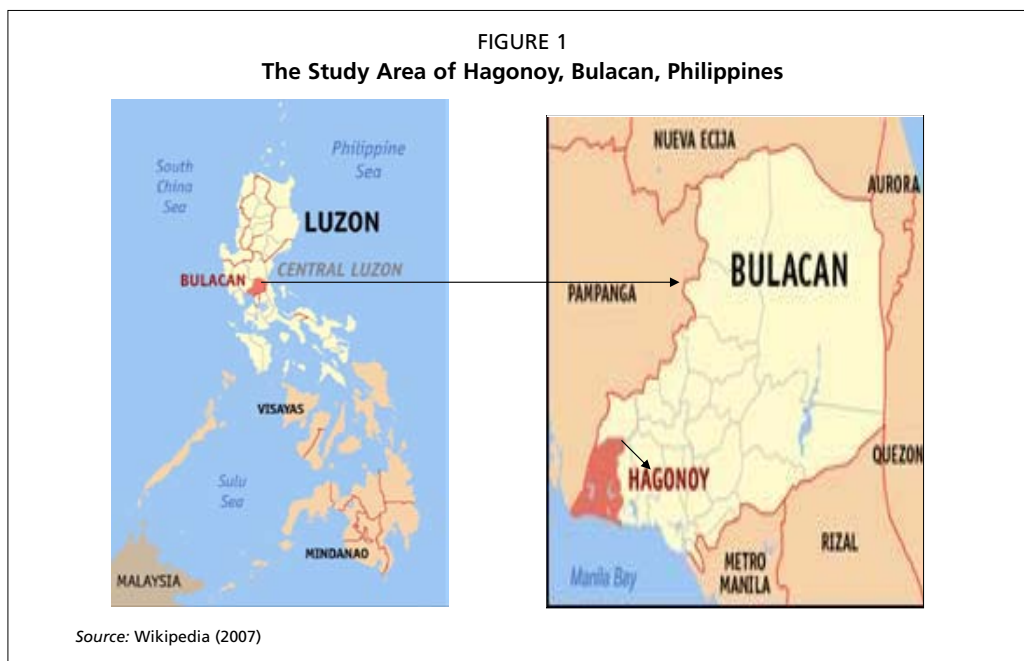 FIGURE 1
The Study Area of Hagonoy, Bulacan, Philippines
South
China
Sea
Philippine
Sea
LUZON
CENTRAL LUZON
BULACAN
VISAYAS
Sulu
Sea
MINDANAO
MALAYSIA
NUEVA ECIJA
AURORA
BULACAN
PAMPANGA
HAGONOY
QUEZON
RIZAL
METRO
MANILA
Manila Bay
Source: Wikipedia (2007)